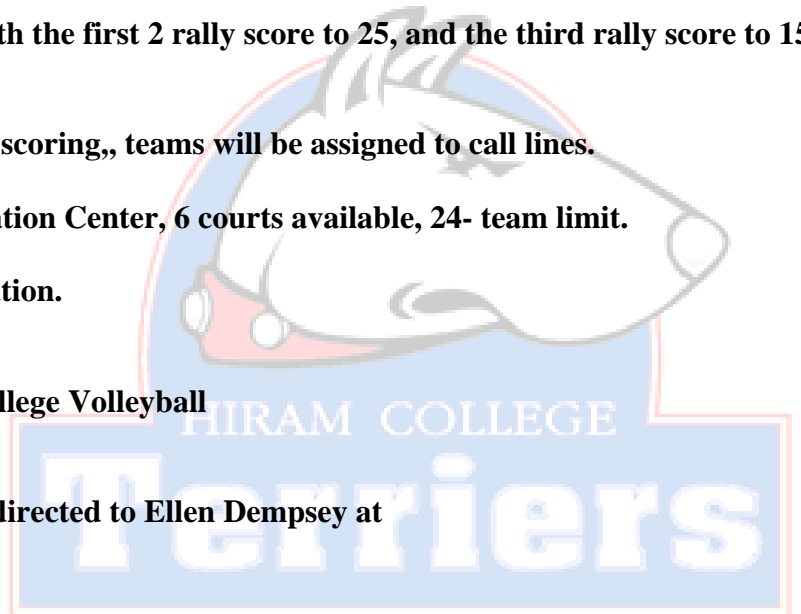 th the first 2 rally score to 25, and the third rally score to 15
scoring,, teams will be assigned to call lines.
ation Center, 6 courts available, 24- team limit.
ation.
llege Volleyball
HIRAM COLLEGE
directed to Ellen Dempsey at
Terriers